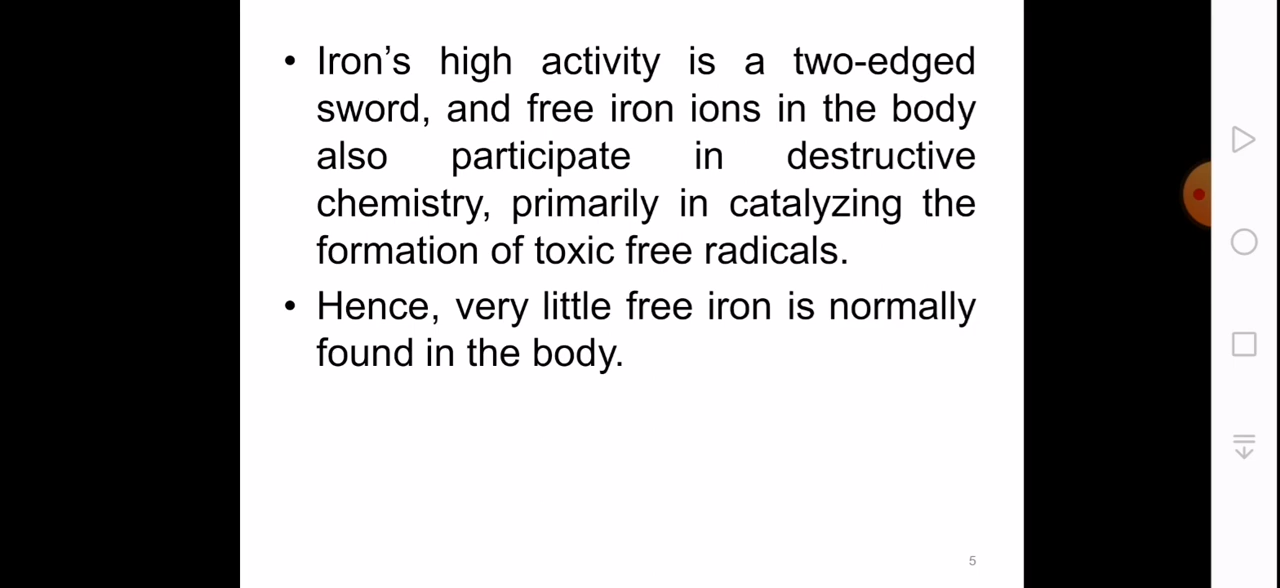 • Iron’s high activity is a two-edged
sword, and free iron ions in the body
also participate in destructive
chemistry, primarily in catalyzing the
formation of toxic free radicals.
• Hence, very little free iron is normally
found in the body.
5